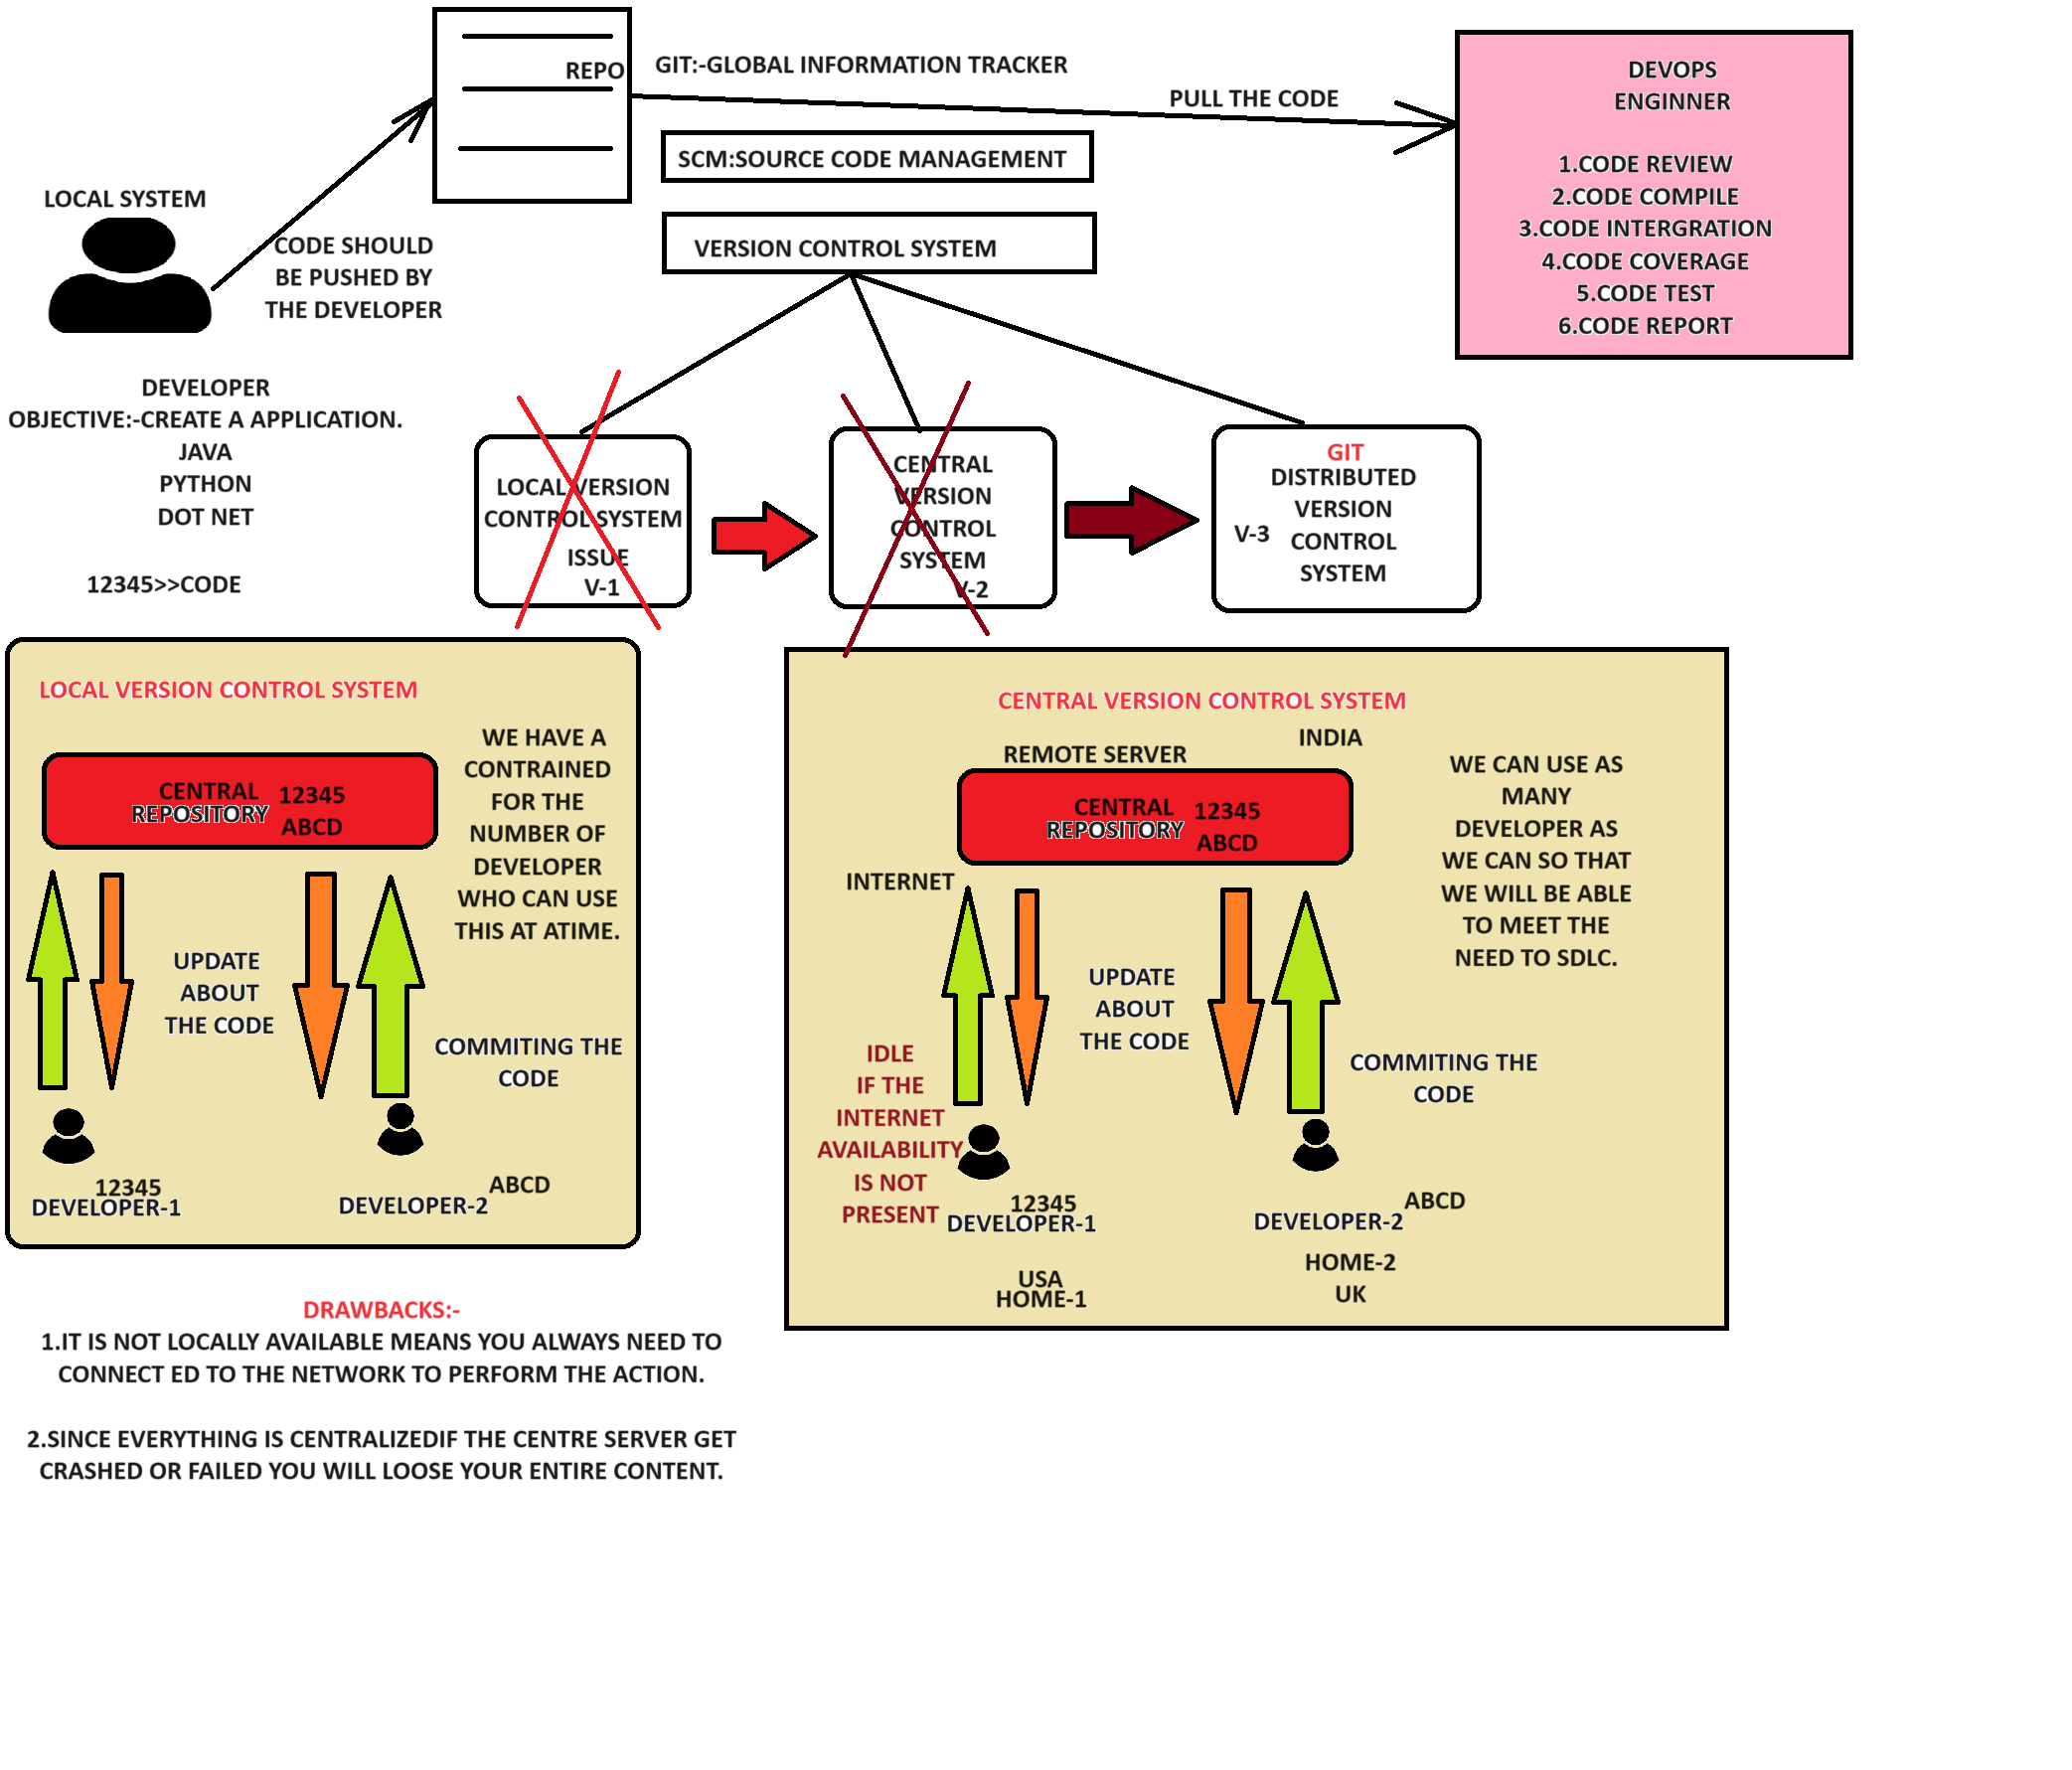 REPO
GIT:-GLOBAL INFORMATION TRACKER
PULL THE CODE
SCM:SOURCE CODE MANAGEMENT
VERSION CONTROL SYSTEM
DEVOPS
ENGINNER
1.CODE REVIEW
2.CODE COMPILE
3.CODE INTERGRATION
4.CODE COVERAGE
5.CODE TEST
6.CODE REPORT
LOCAL SYSTEM
CODE SHOULD
BE PUSHED BY
THE DEVELOPER
DEVELOPER
OBJECTIVE:-CREATE A APPLICATION.
JAVA
PYTHON
DOT NET
12345>>CODE
LOCAL VERSION
CONTROL SYSTEM
ISSUE
V-1
CENTRAL
VERSION
CONTROL
SYSTEM
V-2
GIT
DISTRIBUTED
VERSION
V-3 CONTROL
SYSTEM
LOCAL VERSION CONTROL SYSTEM
WE HAVE A
CONTRAINED
FOR THE
NUMBER OF
DEVELOPER
WHO CAN USE
THIS AT ATIME.
CENTRAL
REPOSITORY
12345
ABCD
UPDATE
ABOUT
THE CODE
COMMITING THE
CODE
12345
DEVELOPER-1
ABCD
DEVELOPER-2
CENTRAL VERSION CONTROL SYSTEM
INDIA
REMOTE SERVER
CENTRAL
REPOSITORY
12345
ABCD
WE CAN USE AS
MANY
DEVELOPER AS
WE CAN SO THAT
WE WILL BE ABLE
TO MEET THE
NEED TO SDLC.
INTERNET
UPDATE
ABOUT
THE CODE
IDLE
IF THE
INTERNET
AVAILABILITY
IS NOT
PRESENT
COMMITING THE
CODE
12345
DEVELOPER-1
ABCD
DEVELOPER-2
USA
HOME-1
HOME-2
UK
DRAWBACKS:-
1.IT IS NOT LOCALLY AVAILABLE MEANS YOU ALWAYS NEED TO
CONNECT ED TO THE NETWORK TO PERFORM THE ACTION.
2.SINCE EVERYTHING IS CENTRALIZEDIF THE CENTRE SERVER GET
CRASHED OR FAILED YOU WILL LOOSE YOUR ENTIRE CONTENT.